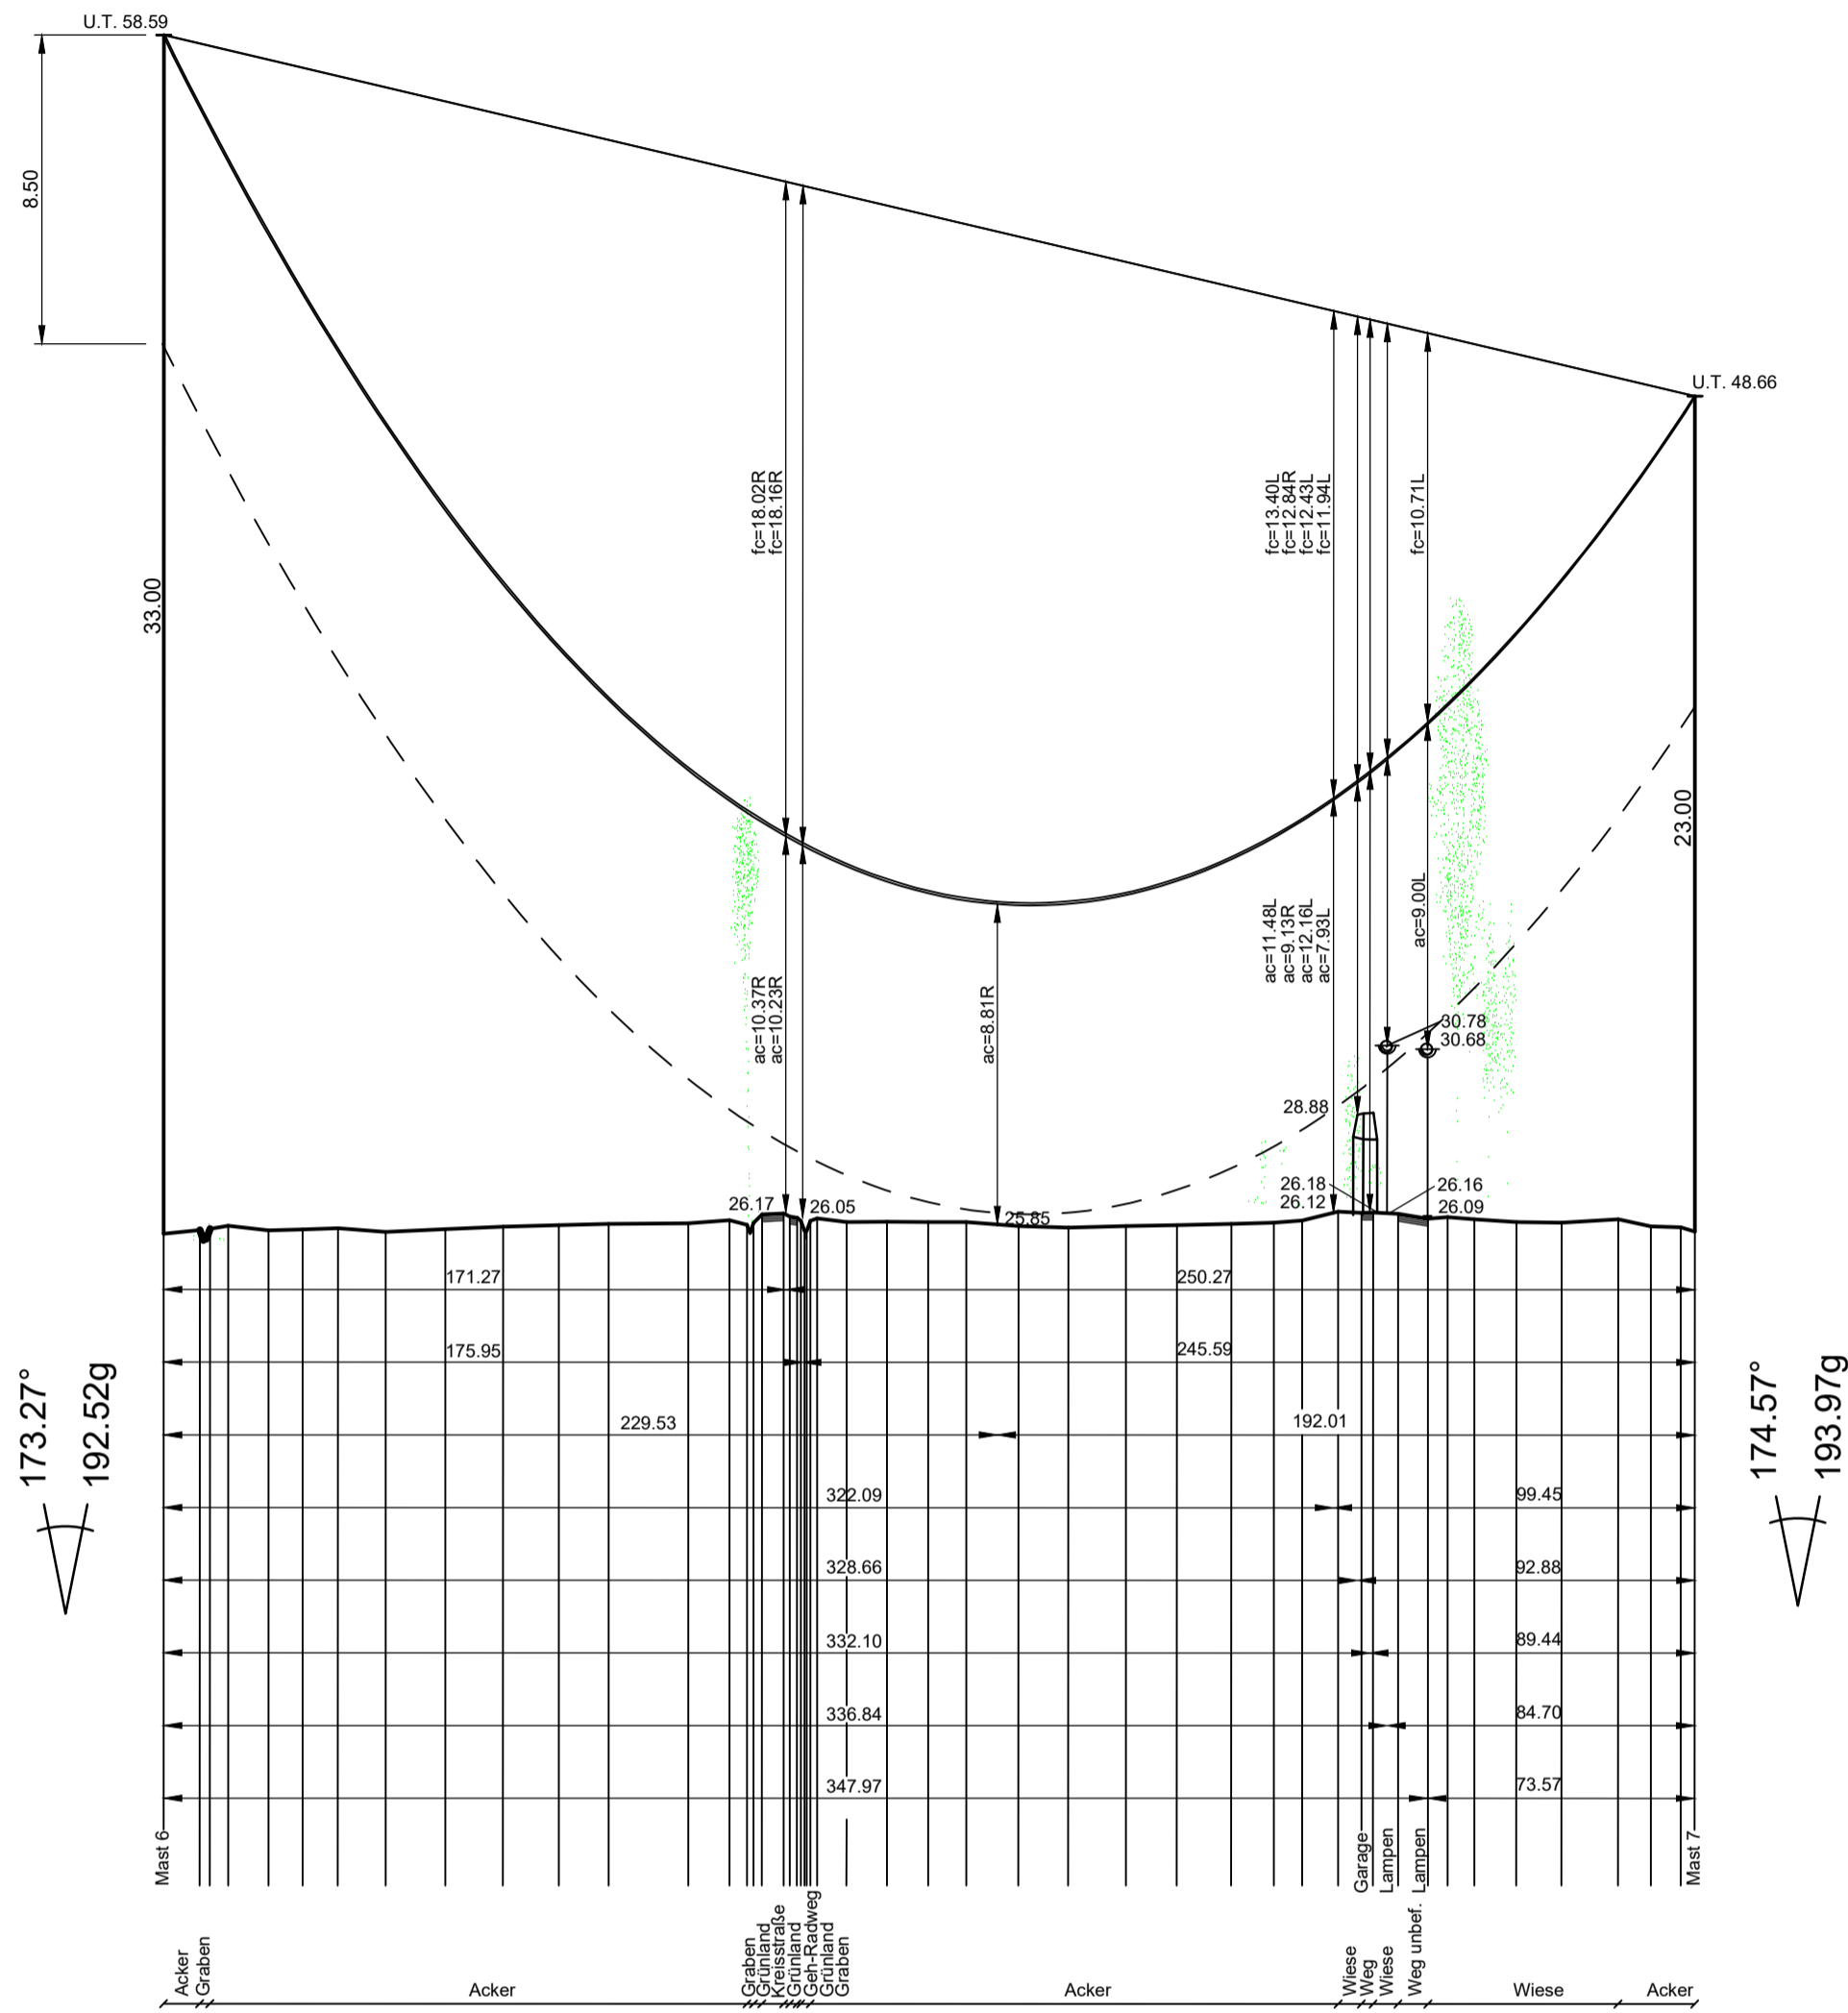 U.T. 58.59
8.50
U.T. 48.66
33.00
23.00
fc=18.02R
fc=18.16R
fc=13.40L
fc=12.84R
fc=12.43L
fc=11.94L
fc=10.71L
ac=10.37R
ac=10.23R
ac=8.81R
ac=11.48L
ac=9.13R
ac=12.16L
ac=7.93L
ac=9.00L
30.78
30.68
28.88
26.17
26.05
25.85
26.18
26.12
26.16
26.09
171.27
250.27
175.95
245.59
229.53
192.01
322.09
99.45
328.66
92.88
332.10
89.44
336.84
84.70
347.97
73.57
173.27°
192.52g
174.57°
193.97g
Mast 6
Garage
Lampen
Lampen
Mast 7
Acker
Graben
Acker
Graben
Grünland
Kreisstraße
Grünland
Geh-Radweg
Grünland
Graben
Acker
Wiese
Weg
Wiese
Weg unbef.
Wiese
Acker